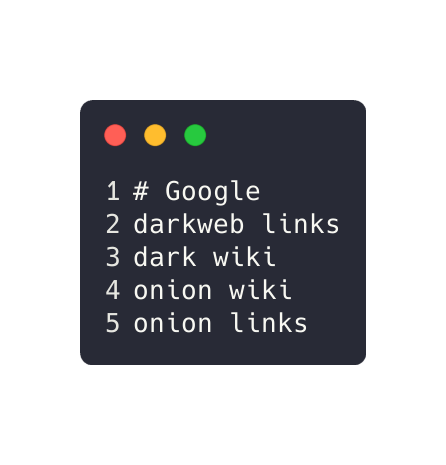 1 # Google
2 darkweb links
3 dark wiki
4 onion wiki
5 onion links